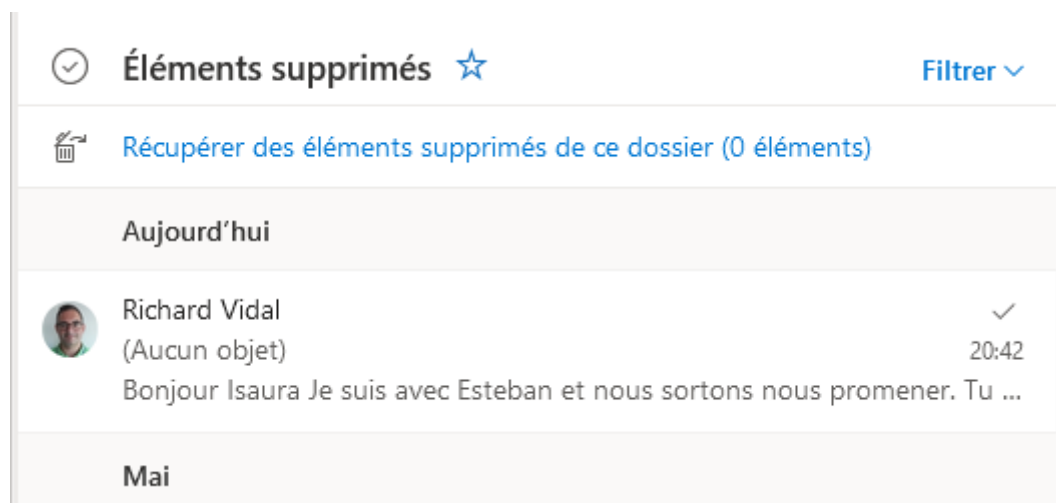 Éléments supprimés
Filtrer
Récupérer des éléments supprimés de ce dossier (0 éléments)
Aujourd’hui
Richard Vidal
(Aucun objet)
20:42
Bonjour Isaura Je suis avec Esteban et nous sortons nous promener. Tu ...
Mai